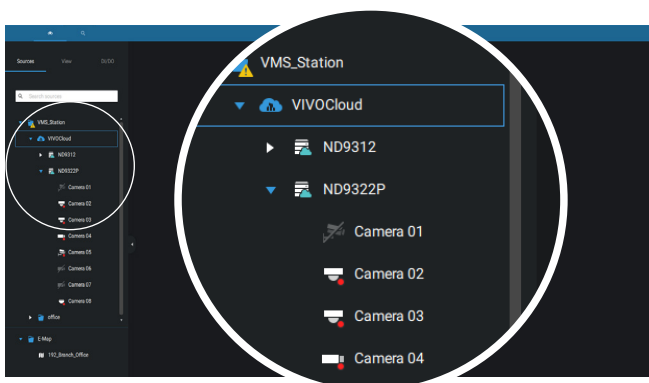 Sources View DI/DO
Search sources
VMS_Station
VIVOCloud
ND9312
ND9322P
Camera 01
Camera 02
Camera 03
Camera 04
Camera 05
Camera 06
Camera 07
Camera 08
office
E-Map
192_Branch_Office
VMS_Station
VIVOCloud
ND9312
ND9322P
Camera 01
Camera 02
Camera 03
Camera 04